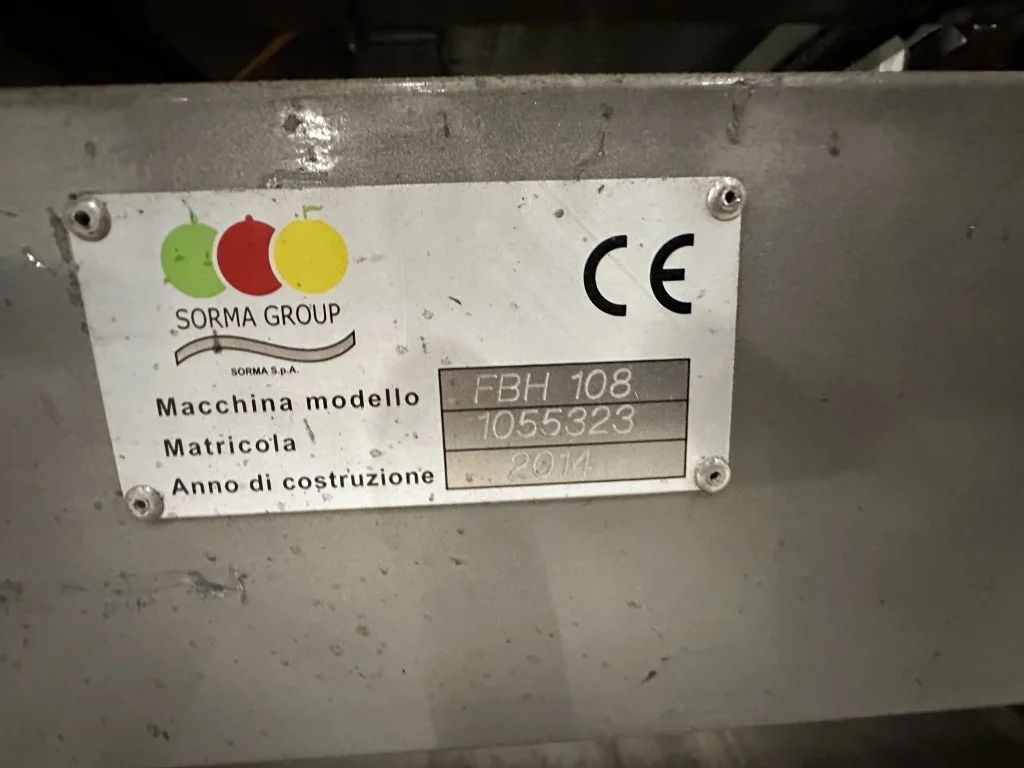 SORMA GROUP
CE
SORMA S.p.A.
Macchina modello FBH 108
Matricola 1055323
Anno di costruzione 2014